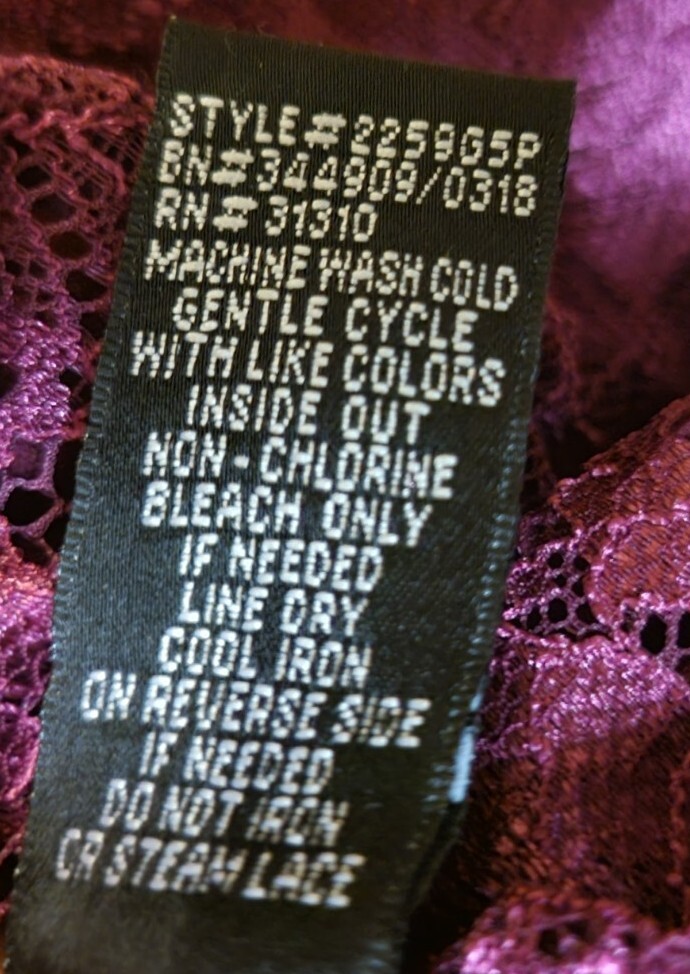 STYLE#2259G5P
BN#344909/0318
RN#31310
MACHINE WASH COLD
GENTLE CYCLE
WITH LIKE COLORS
INSIDE OUT
NON-CHLORINE
BLEACH ONLY
IF NEEDED
LINE DRY
COOL IRON
ON REVERSE SIDE
IF NEEDED
DO NOT IRON
OR STEAM LACE